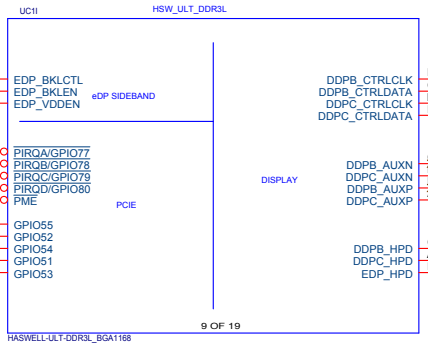 UC1I
HSW_ULT_DDR3L
EDP_BKLCTL
EDP_BKLEN
EDP_VDDEN
eDP SIDEBAND
DDPB_CTRLCLK
DDPB_CTRLDATA
DDPC_CTRLCLK
DDPC_CTRLDATA
PIRQA/GPIO77
PIRQB/GPIO78
PIRQC/GPIO79
PIRQD/GPIO80
PME
PCIE
DISPLAY
DDPB_AUXN
DDPC_AUXN
DDPB_AUXP
DDPC_AUXP
GPIO55
GPIO52
GPIO54
GPIO51
GPIO53
DDPB_HPD
DDPC_HPD
EDP_HPD
9 OF 19
HASWELL-ULT-DDR3L_BGA1168